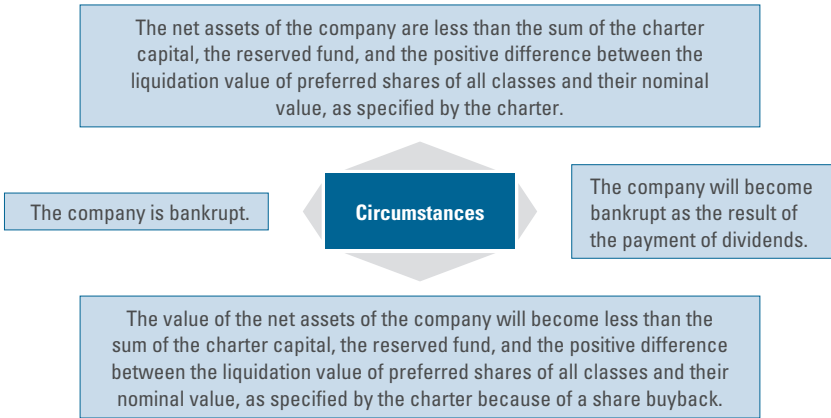 The net assets of the company are less than the sum of the charter
capital, the reserved fund, and the positive difference between the
liquidation value of preferred shares of all classes and their nominal
value, as specified by the charter.
The company is bankrupt.
Circumstances
The company will become
bankrupt as the result of
the payment of dividends.
The value of the net assets of the company will become less than the
sum of the charter capital, the reserved fund, and the positive difference
between the liquidation value of preferred shares of all classes and their
nominal value, as specified by the charter because of a share buyback.